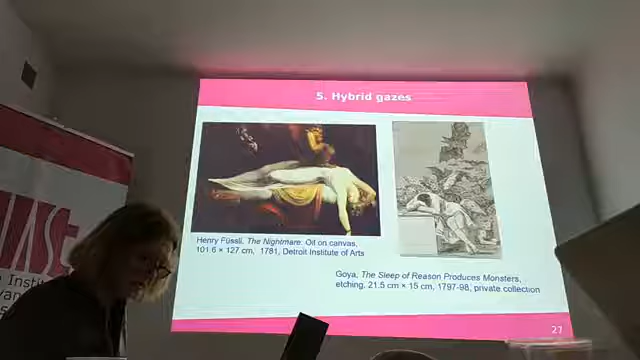 5. Hybrid gazes
Henry Füssli, The Nightmare. Oil on canvas,
101.6 × 127 cm, 1781, Detroit Institute of Arts
Goya, The Sleep of Reason Produces Monsters,
etching. 21.5 cm × 15 cm, 1797-98, private collection
27